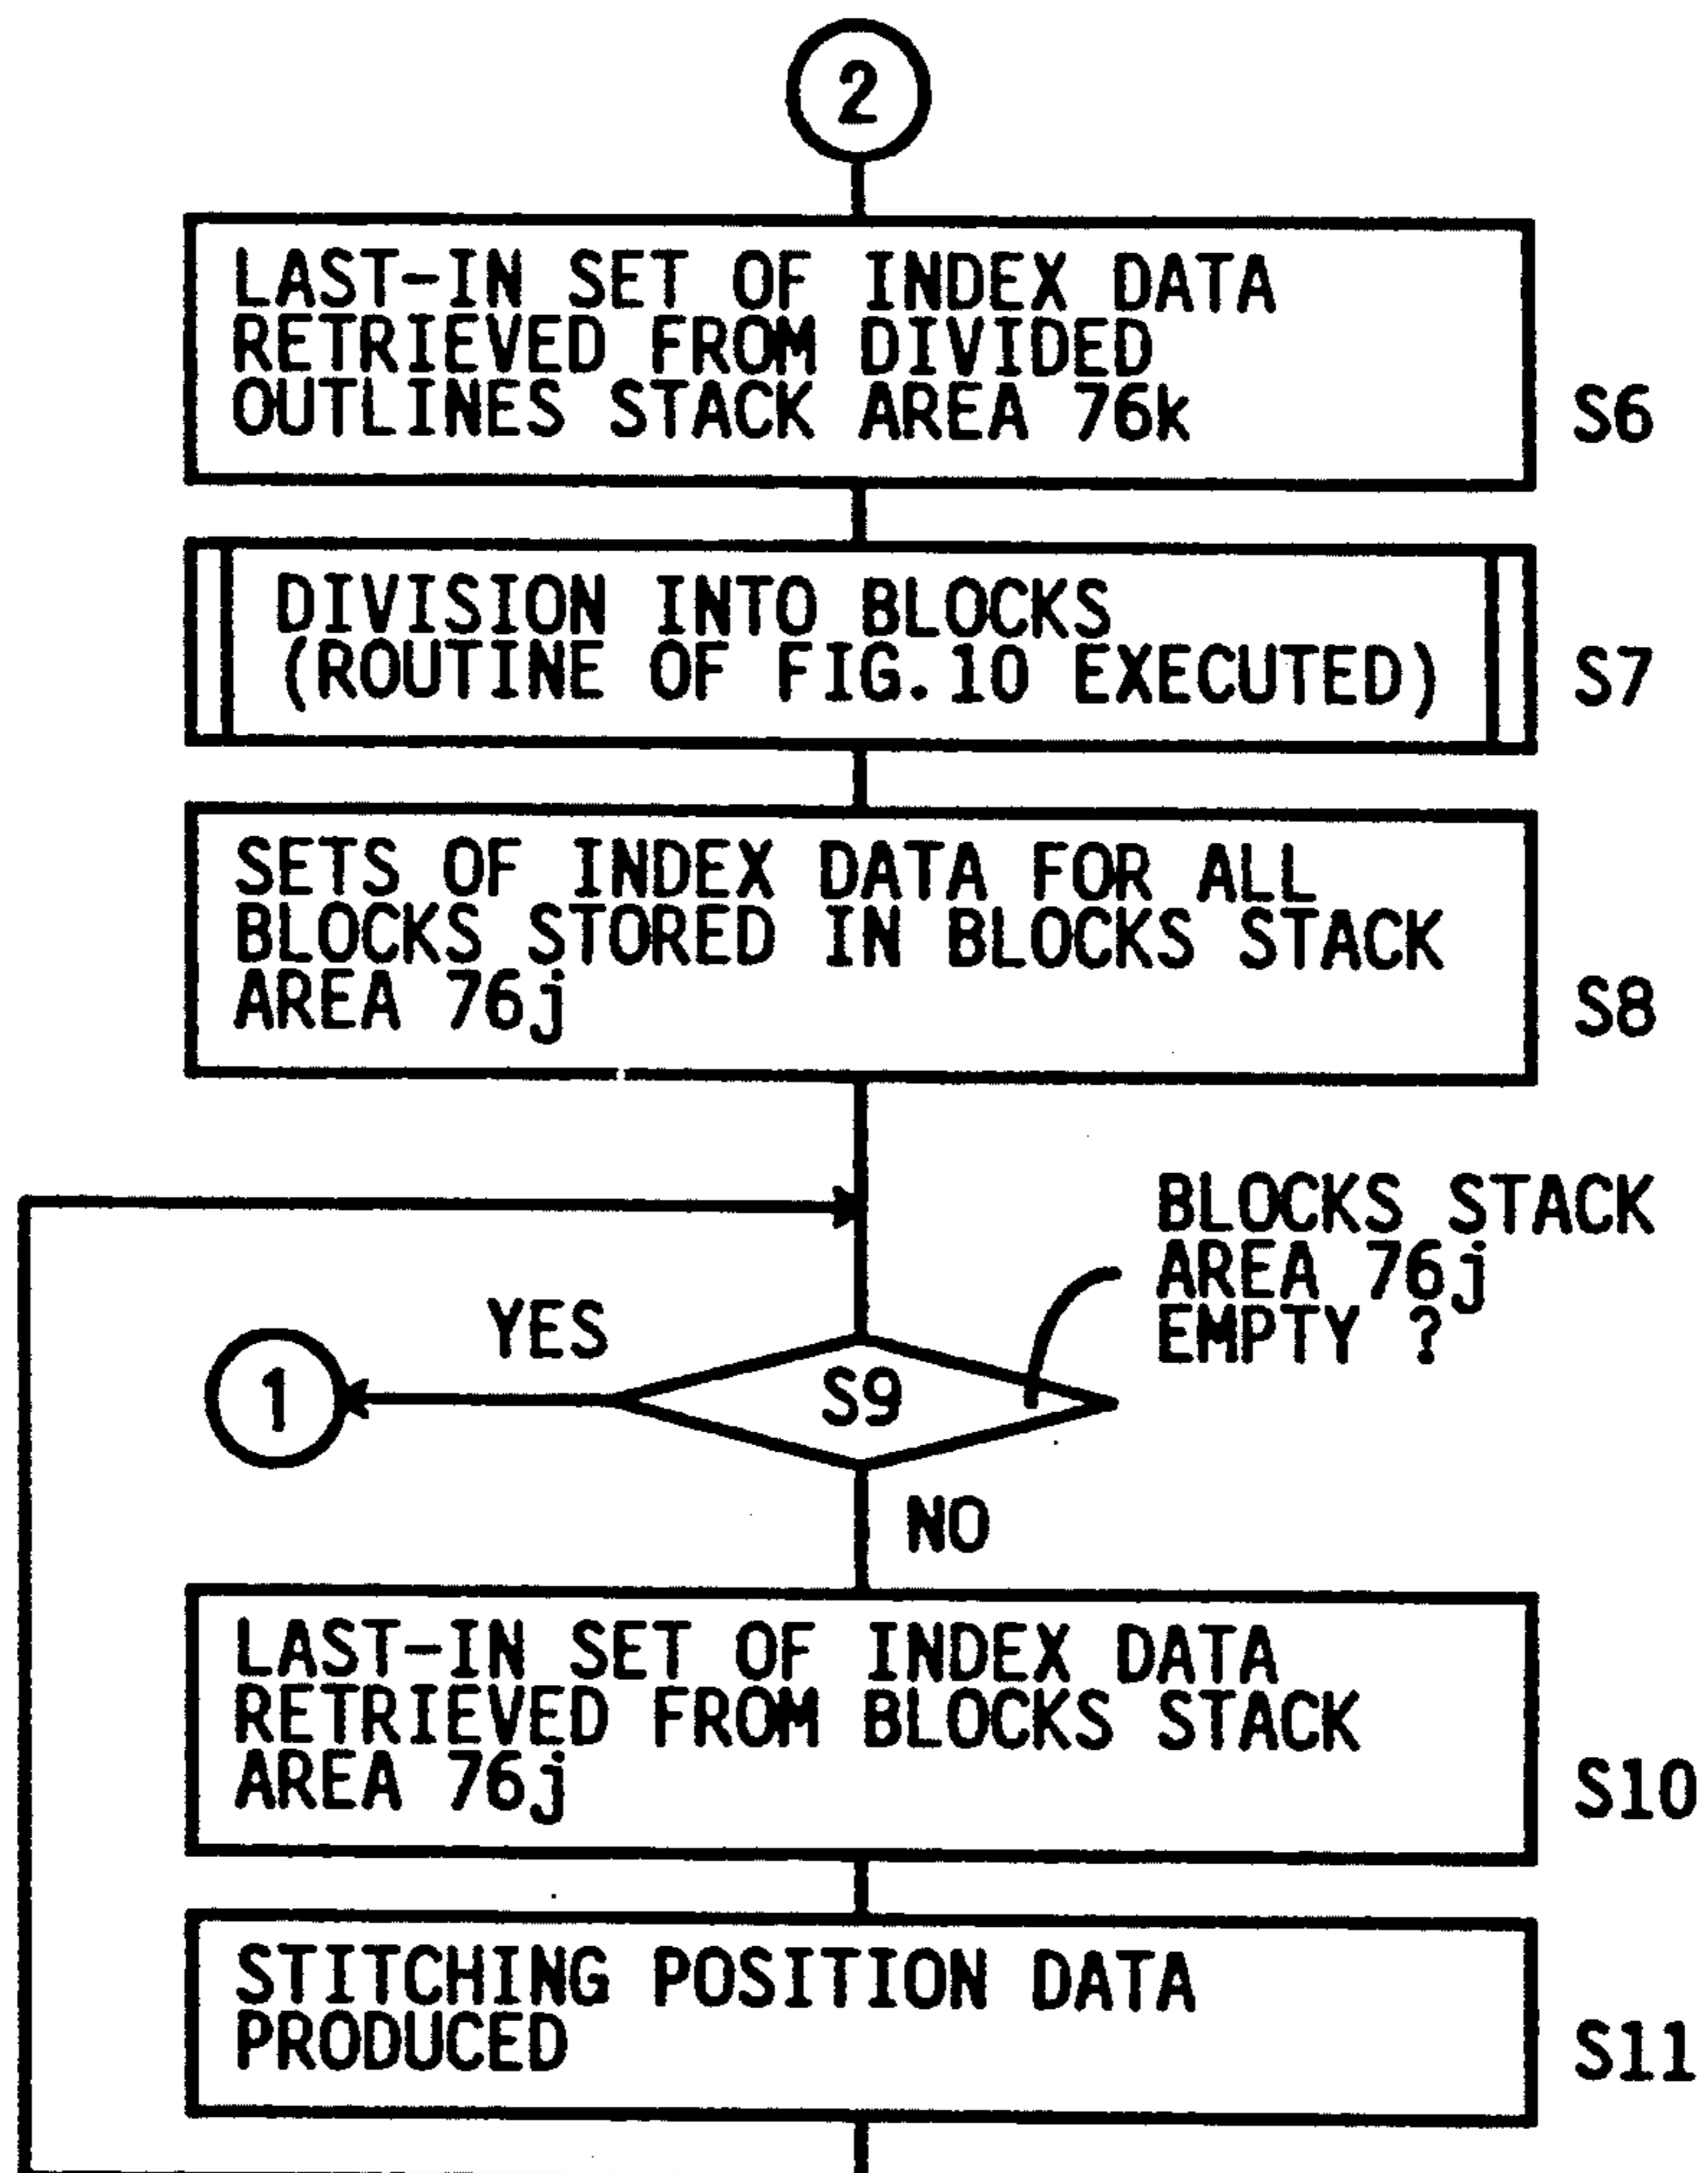 2
LAST-IN SET OF INDEX DATA
RETRIEVED FROM DIVIDED
OUTLINES STACK AREA 76k
S6
DIVISION INTO BLOCKS
(ROUTINE OF FIG.10 EXECUTED)
S7
SETS OF INDEX DATA FOR ALL
BLOCKS STORED IN BLOCKS STACK
AREA 76j
S8
BLOCKS STACK
AREA 76j
EMPTY ?
YES
1
S9
NO
LAST-IN SET OF INDEX DATA
RETRIEVED FROM BLOCKS STACK
AREA 76j
S10
STITCHING POSITION DATA
PRODUCED
S11